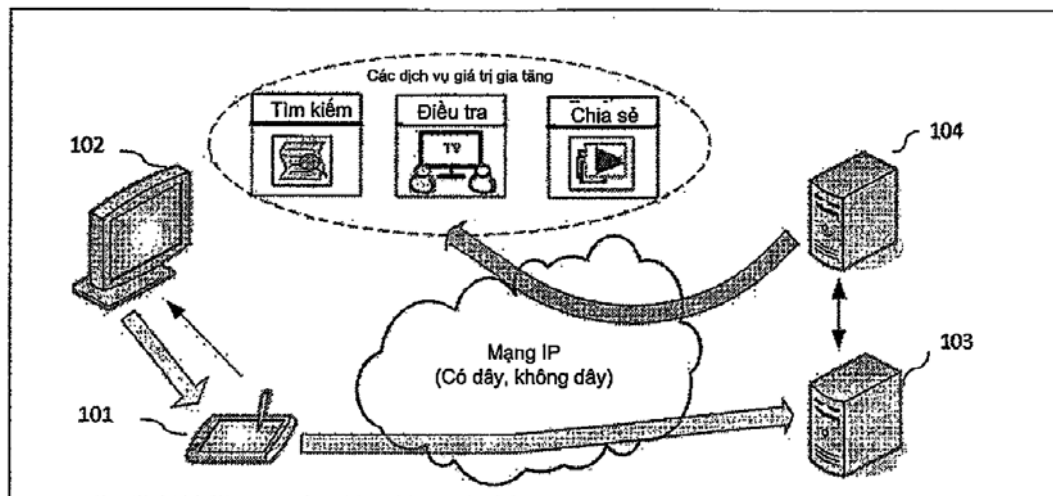 Các dịch vụ giá trị gia tăng
Tìm kiếm
Điều tra
Chia sẻ
TV
102
104
Mạng IP
(Có dây, không dây)
103
101